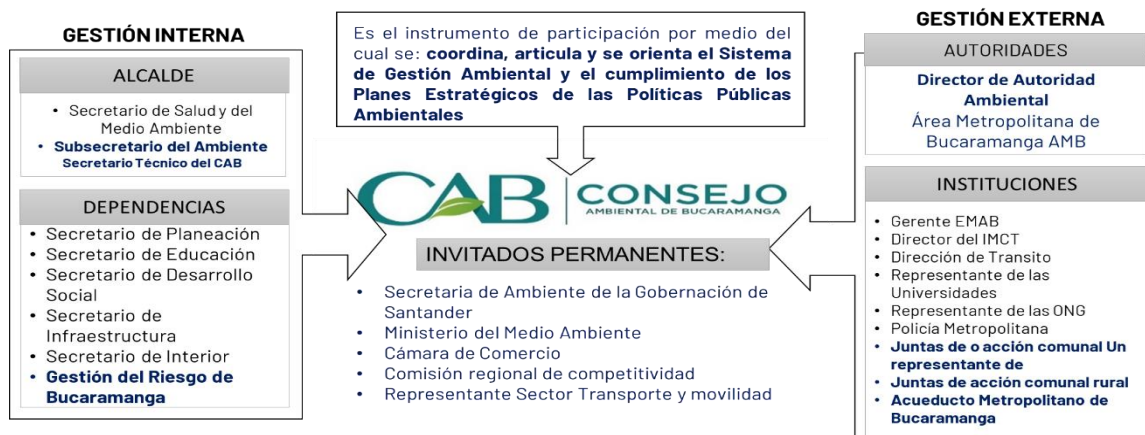 GESTIÓN INTERNA
ALCALDE
• Secretario de Salud y del
Medio Ambiente
• Subsecretario del Ambiente
Secretario Técnico del CAB
DEPENDENCIAS
• Secretario de Planeación
• Secretario de Educación
• Secretario de Desarrollo
Social
• Secretario de
Infraestructura
• Secretario de Interior
• Gestión del Riesgo de
Bucaramanga
Es el instrumento de participación por medio del
cual se: coordina, articula y se orienta el Sistema
de Gestión Ambiental y el cumplimiento de los
Planes Estratégicos de las Políticas Públicas
Ambientales
CAB CONSEJO
AMBIENTAL DE BUCARAMANGA
INVITADOS PERMANENTES:
• Secretaria de Ambiente de la Gobernación de
Santander
• Ministerio del Medio Ambiente
• Cámara de Comercio
• Comisión regional de competitividad
• Representante Sector Transporte y movilidad
GESTIÓN EXTERNA
AUTORIDADES
Director de Autoridad
Ambiental
Área Metropolitana de
Bucaramanga AMB
INSTITUCIONES
• Gerente EMAB
• Director del IMCT
• Dirección de Transito
• Representante de las
Universidades
• Representante de las ONG
• Policía Metropolitana
• Juntas de o acción comunal Un
representante de
• Juntas de acción comunal rural
• Acueducto Metropolitano de
Bucaramanga